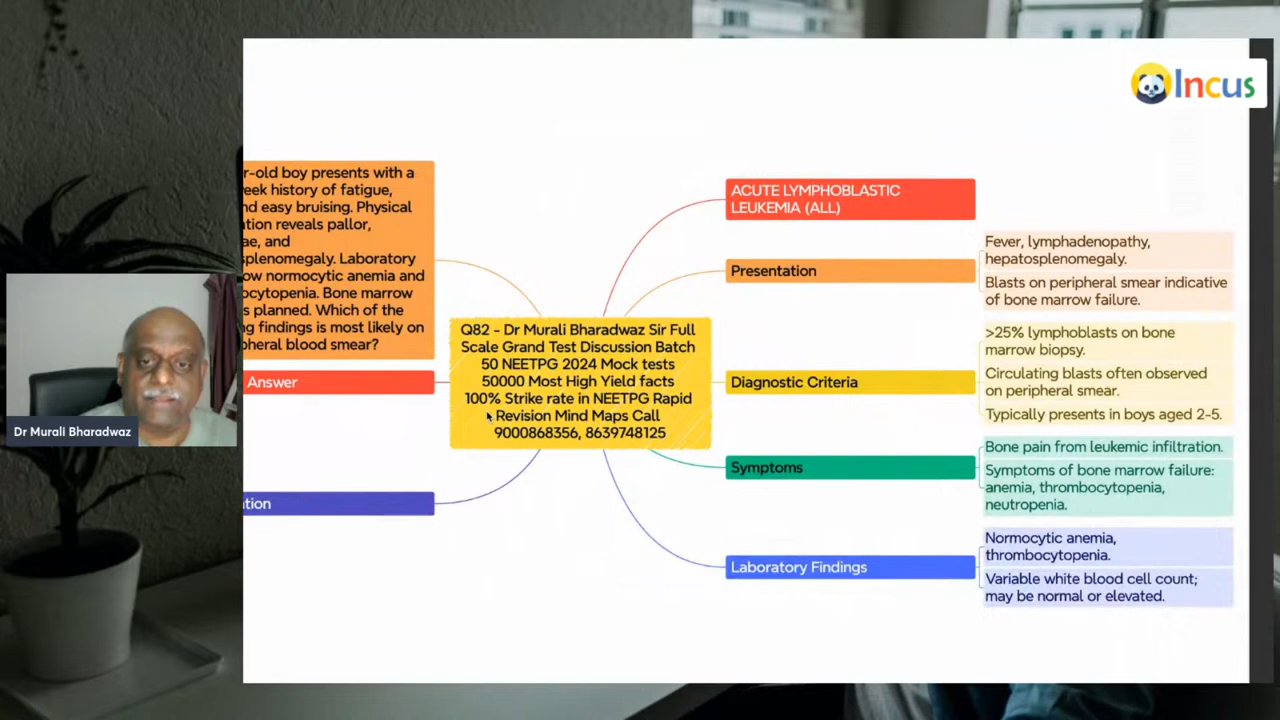 Incus
r-old boy presents with a
eek history of fatigue,
nd easy bruising. Physical
tion reveals pallor,
ae, and
splenomegaly. Laboratory
ow normocytic anemia and
ocytopenia. Bone marrow
s planned. Which of the
g findings is most likely on
pheral blood smear?
Answer
tion
Q82 - Dr Murali Bharadwaz Sir Full
Scale Grand Test Discussion Batch
50 NEETPG 2024 Mock tests
50000 Most High Yield facts
100% Strike rate in NEETPG Rapid
Revision Mind Maps Call
9000868356, 8639748125
ACUTE LYMPHOBLASTIC
LEUKEMIA (ALL)
Presentation
Fever, lymphadenopathy,
hepatosplenomegaly.
Blasts on peripheral smear indicative
of bone marrow failure.
Diagnostic Criteria
>25% lymphoblasts on bone
marrow biopsy.
Circulating blasts often observed
on peripheral smear.
Typically presents in boys aged 2-5.
Symptoms
Bone pain from leukemic infiltration.
Symptoms of bone marrow failure:
anemia, thrombocytopenia,
neutropenia.
Laboratory Findings
Normocytic anemia,
thrombocytopenia.
Variable white blood cell count;
may be normal or elevated.
Dr Murali Bharadwaz